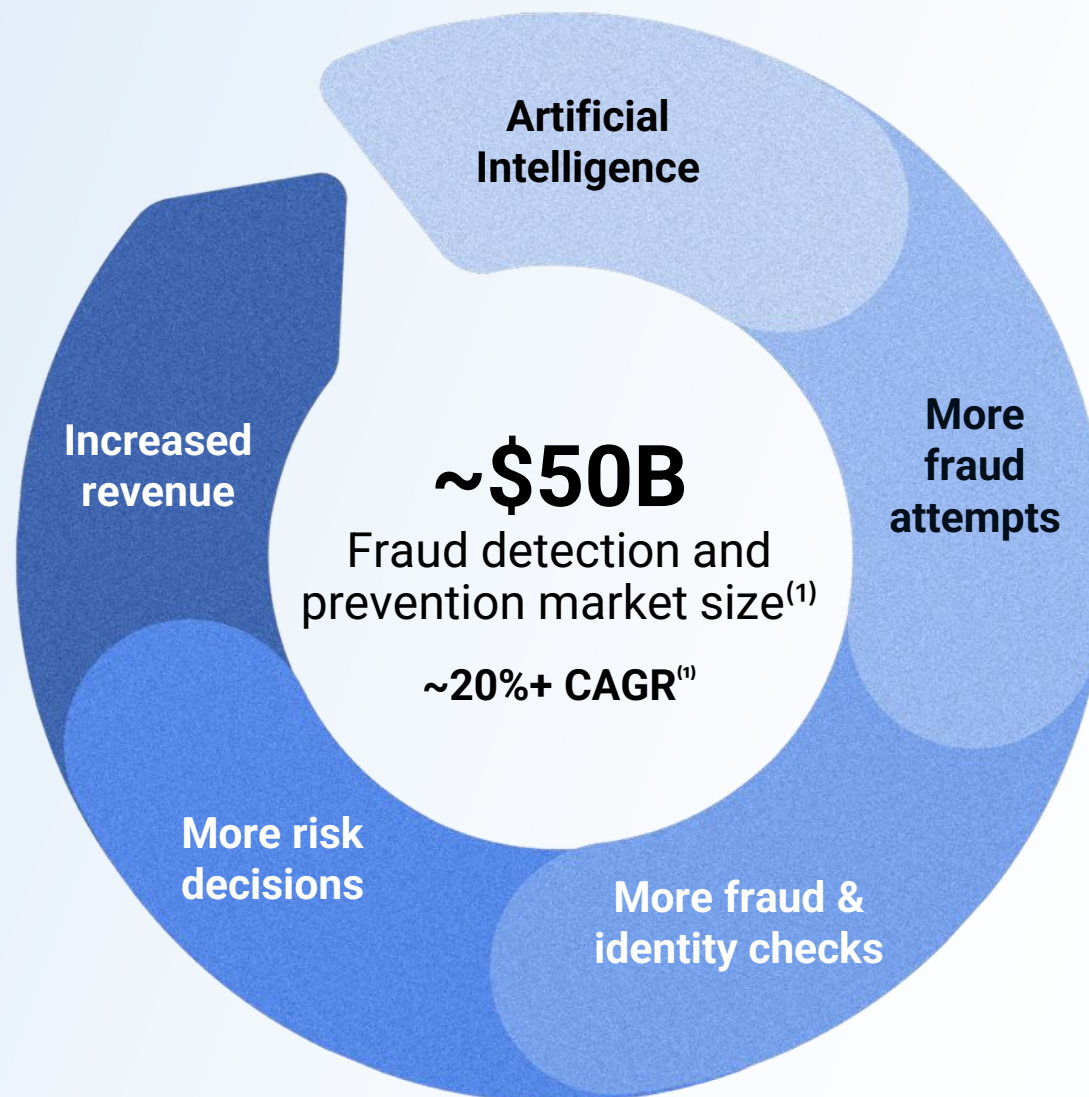 Artificial
Intelligence
More
fraud
attempts
More fraud &
identity checks
More risk
decisions
Increased
revenue
~$50B
Fraud detection and
prevention market size(1)
~20%+ CAGR(1)